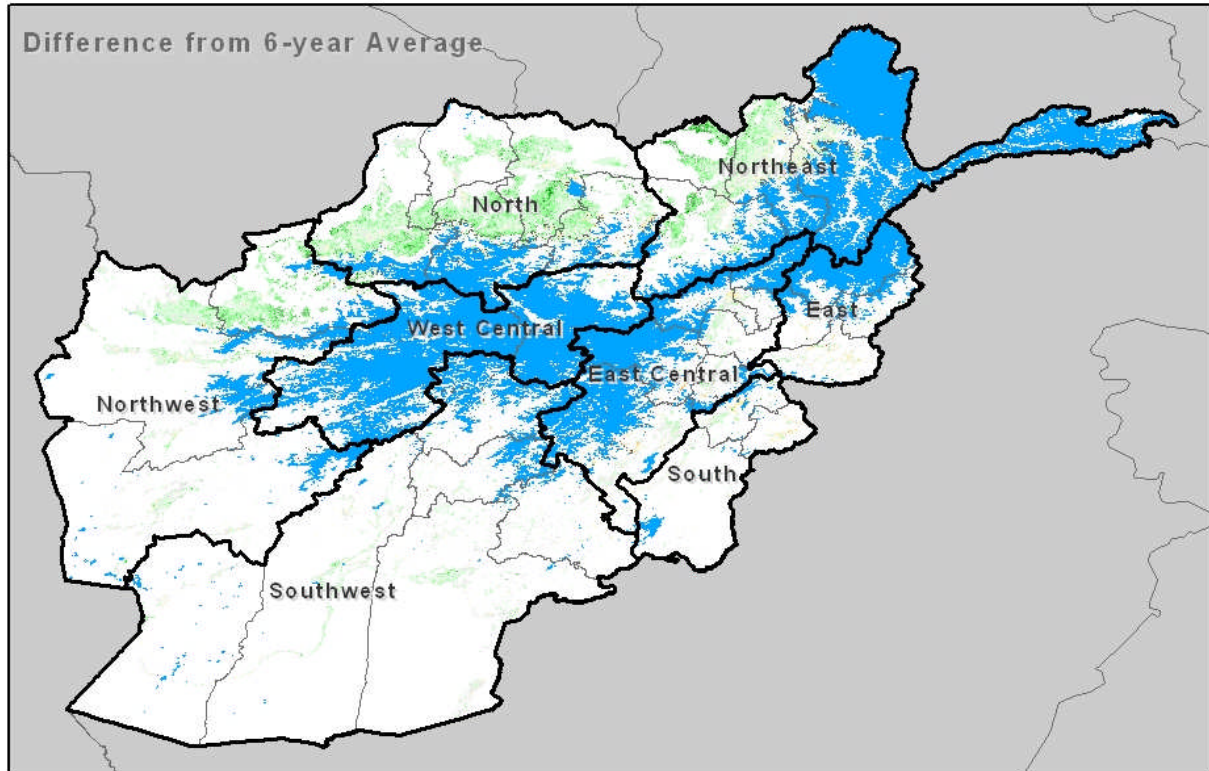 Difference from 6-year Average
Northeast
North
East
West Central
East Central
Northwest
South
Southwest